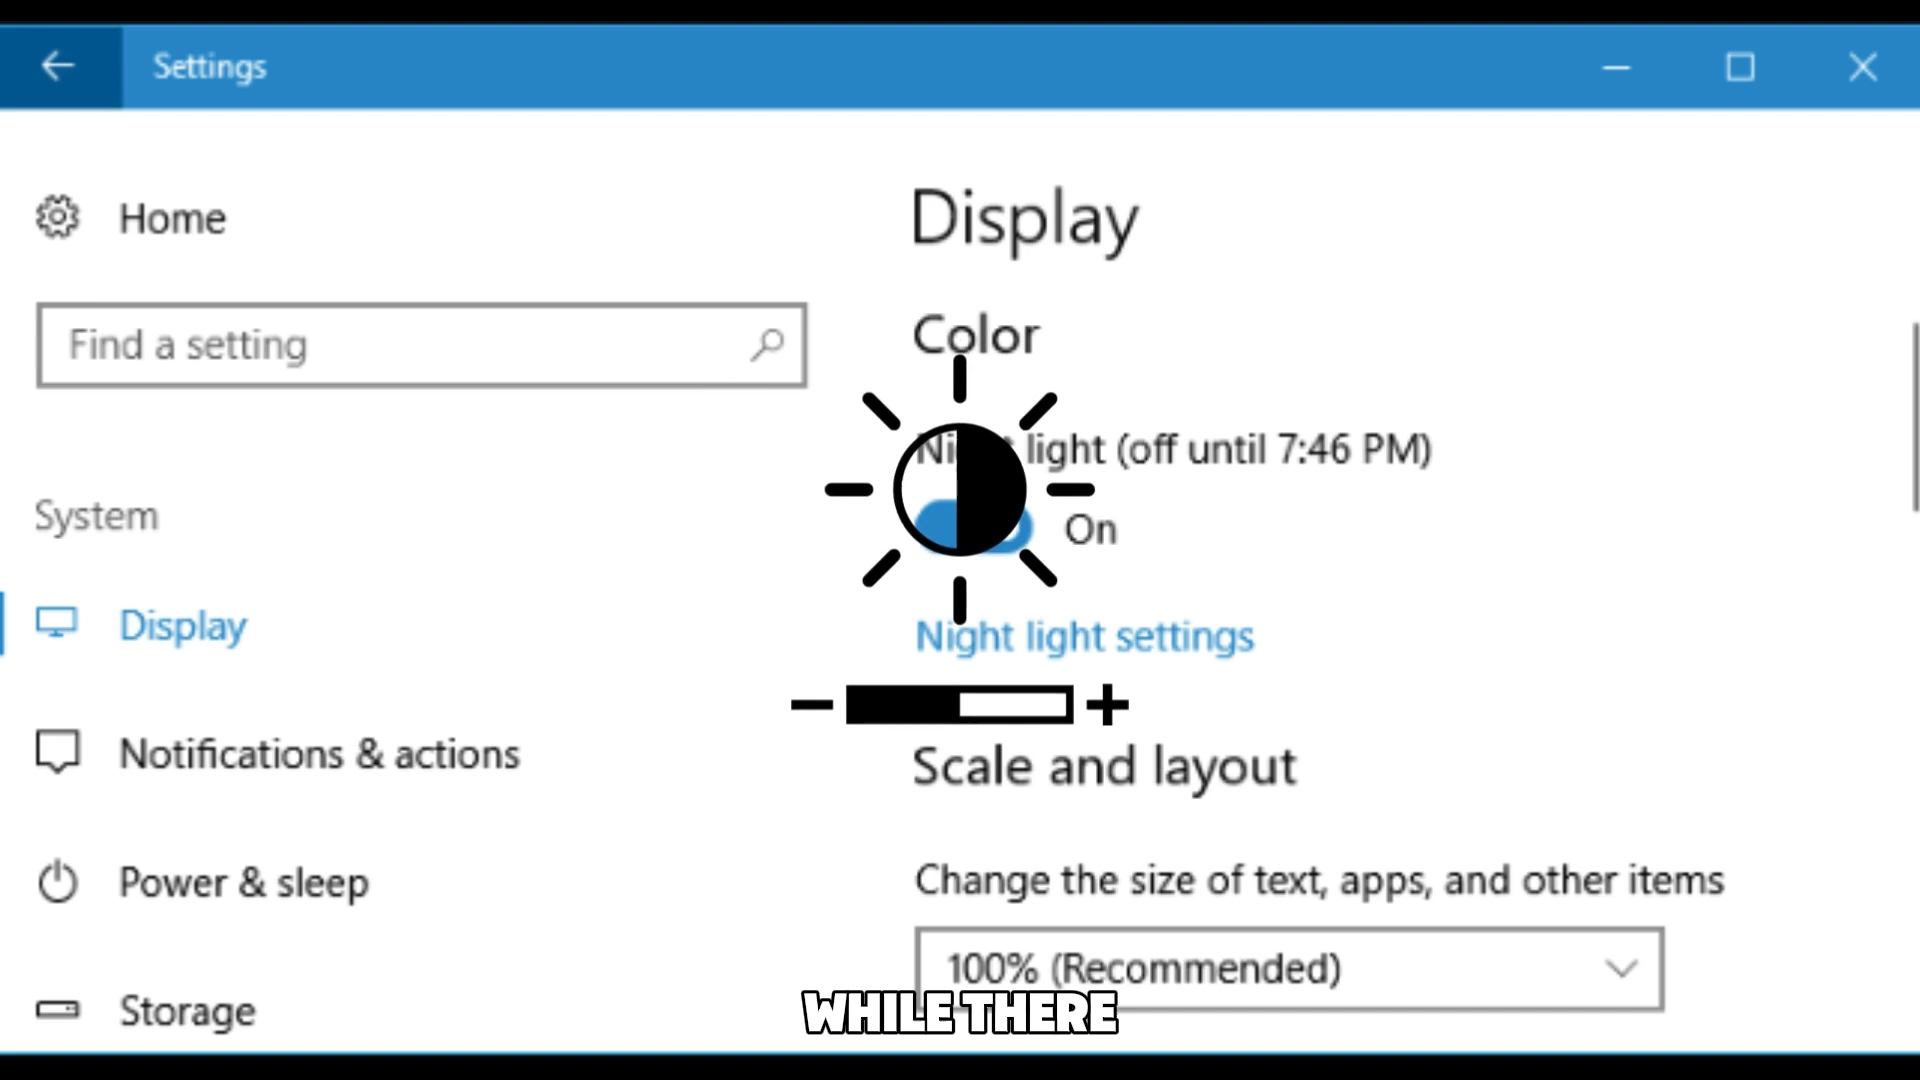 Settings
Home
Find a setting
System
Display
Notifications & actions
Power & sleep
Storage
Display
Color
light (off until 7:46 PM)
On
Night light settings
Scale and layout
Change the size of text, apps, and other items
100% (Recommended)
WHILE THERE